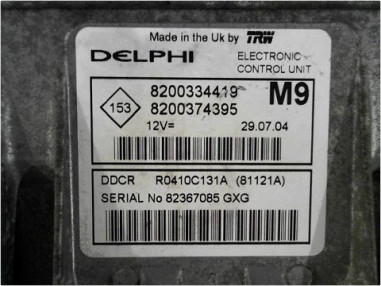 Made in the Uk by TRW
DELPHI ELECTRONIC CONTROL UNIT
8200334419 M9
153 8200374395
12V= 29.07.04
DDCR R0410C131A (81121A)
SERIAL No 82367085 GXG